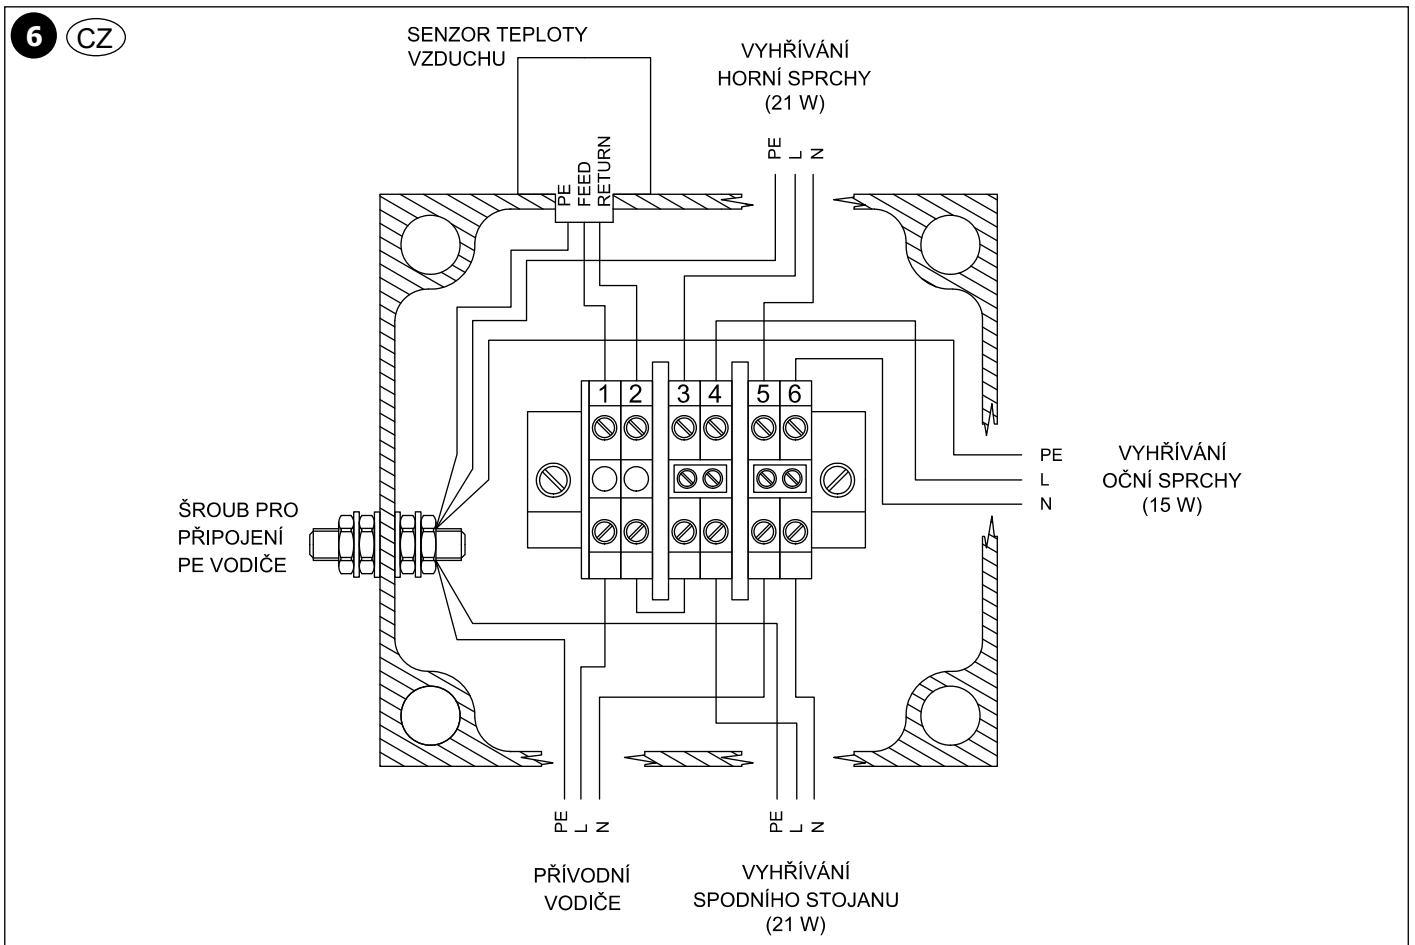 6 CZ
SENZOR TEPLOTY
VZDUCHU
VYHŘÍVÁNÍ
HORNÍ SPRCHY
(21 W)
PE
L
N
PE
FEED
RETURN
1 2 3 4 5 6
PE
L
N
VYHŘÍVÁNÍ
OČNÍ SPRCHY
(15 W)
ŠROUB PRO
PŘIPOJENÍ
PE VODIČE
PE
L
N
PŘÍVODNÍ
VODIČE
PE
L
N
VYHŘÍVÁNÍ
SPODNÍHO STOJANU
(21 W)